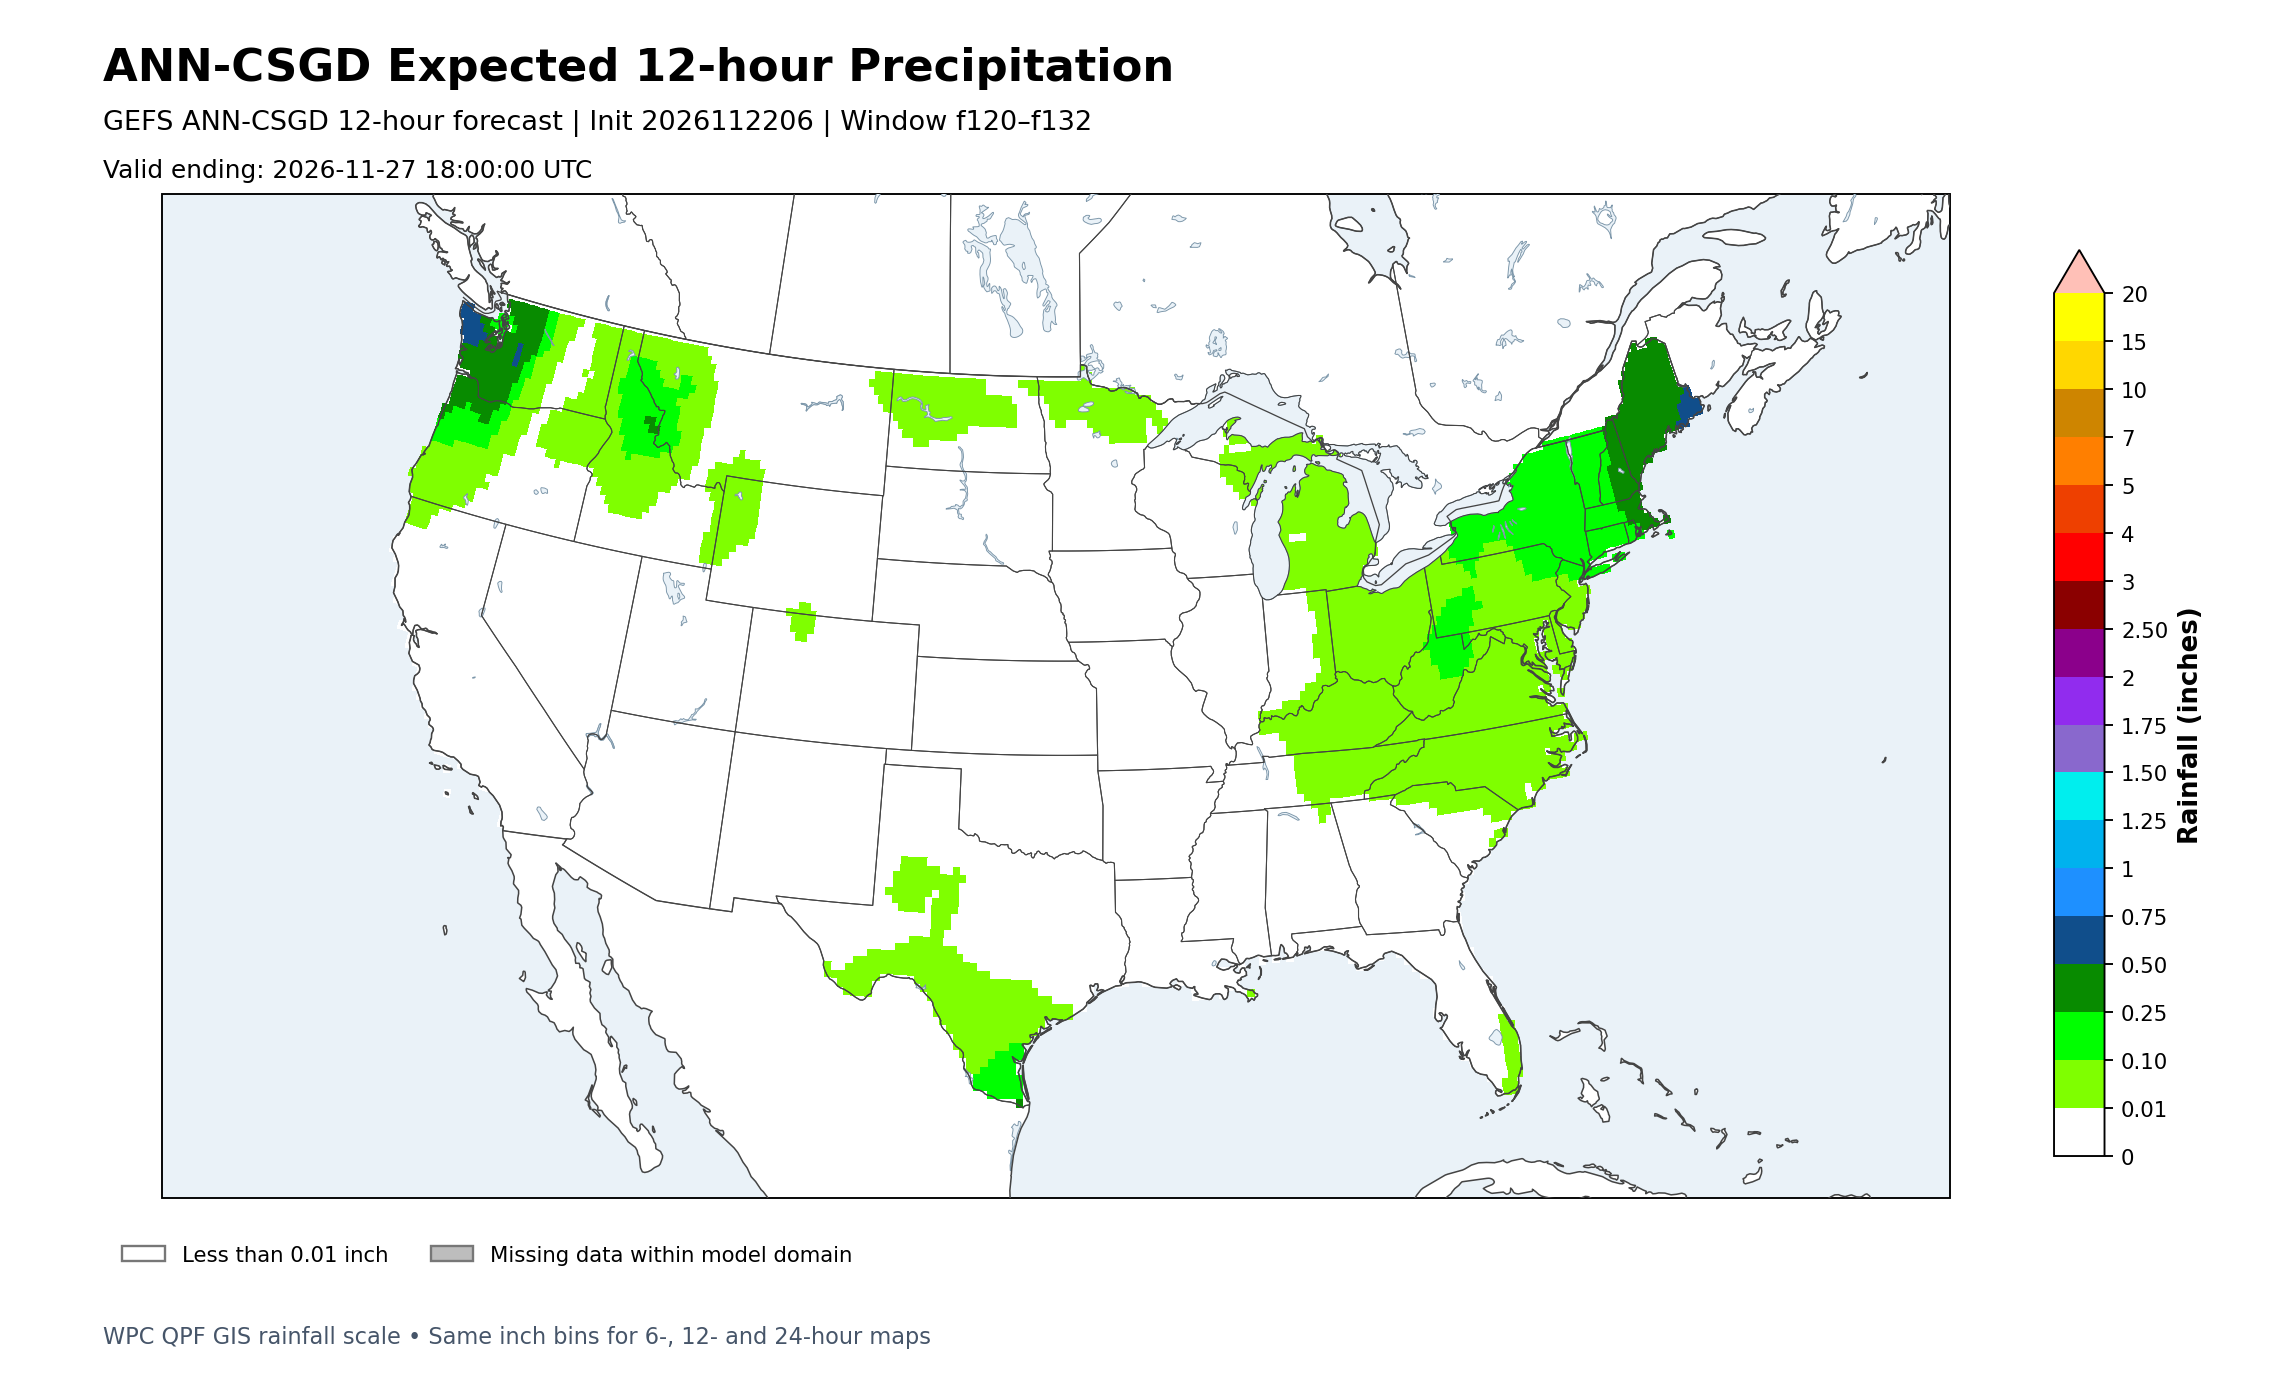 ANN-CSGD Expected 12-hour Precipitation
GEFS ANN-CSGD 12-hour forecast | Init 2026112206 | Window f120–f132
Valid ending: 2026-11-27 18:00:00 UTC
20
15
10
7
5
4
3
2.50
2
1.75
1.50
1.25
1
0.75
0.50
0.25
0.10
0.01
0
Rainfall (inches)
Less than 0.01 inch
Missing data within model domain
WPC QPF GIS rainfall scale • Same inch bins for 6-, 12- and 24-hour maps